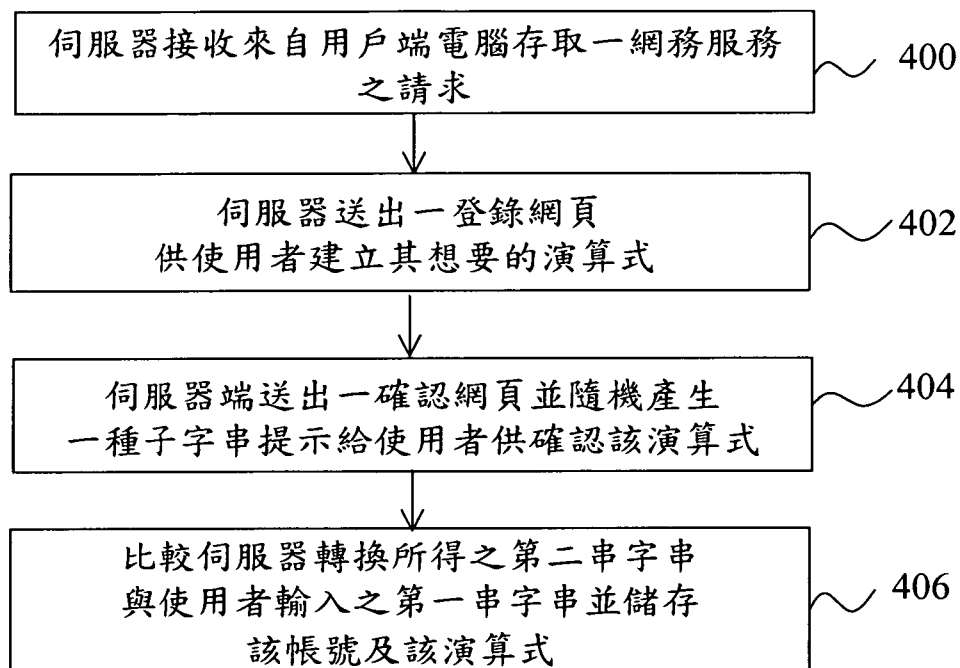 伺服器接收來自用戶端電腦存取一網務服務
之請求
400
伺服器送出一登錄網頁
供使用者建立其想要的演算式
402
伺服器端送出一確認網頁並隨機產生
一種子字串提示給使用者供確認該演算式
404
比較伺服器轉換所得之第二串字串
與使用者輸入之第一串字串並儲存
該帳號及該演算式
406